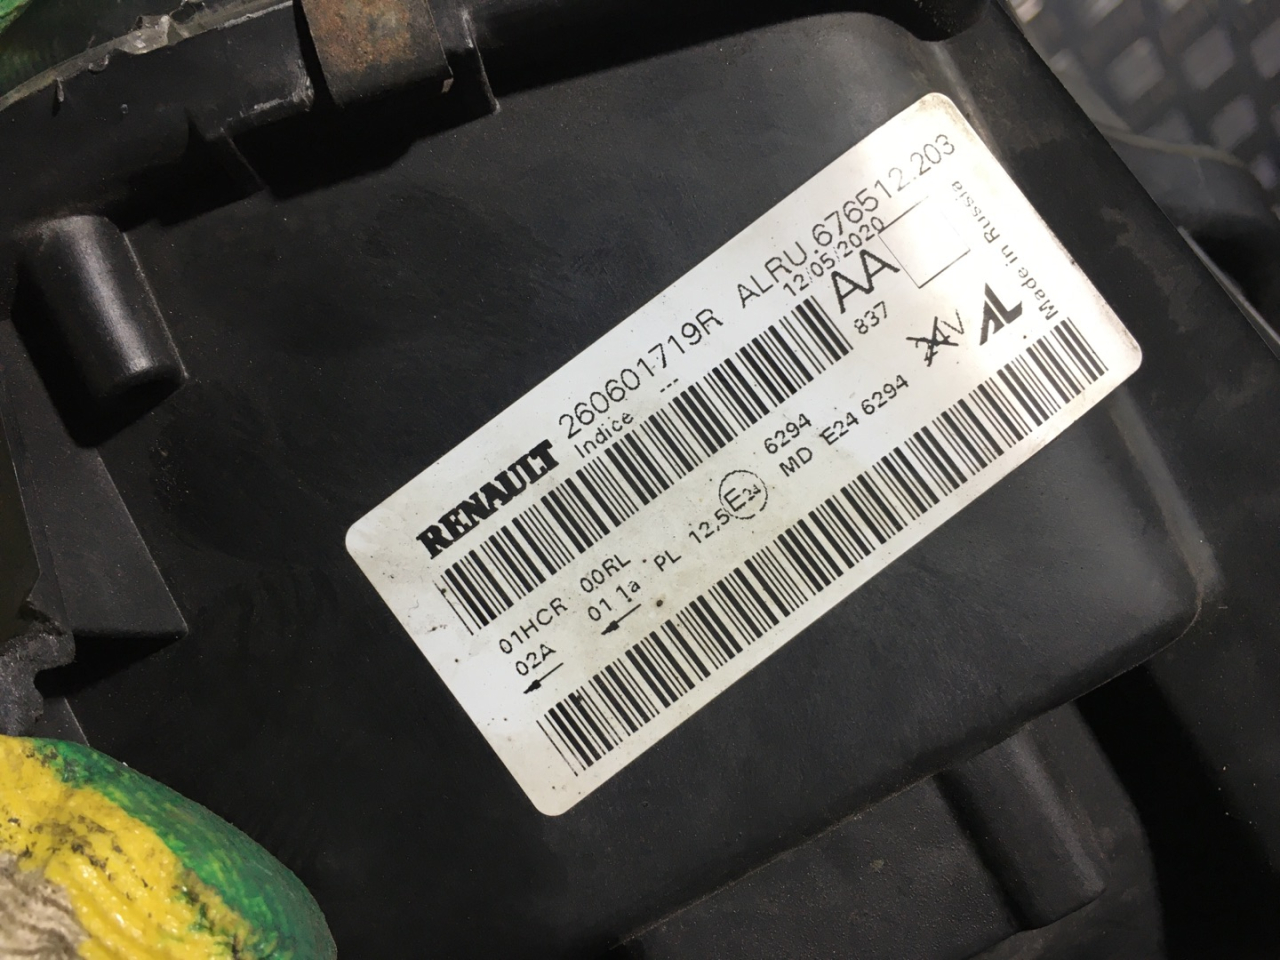 RENAULT 260601719R ALRU.676512.203
Indice --- 12/05/2020
AA
837
Made in Russia
01HCR 00RL 6294
02A 01 1a PL 12,5 E24 MD E24 6294
AL